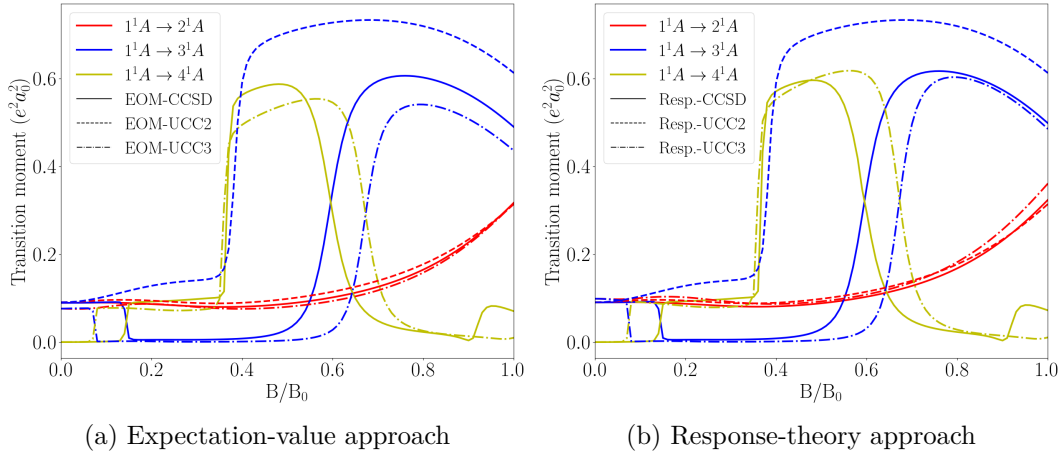 1¹A → 2¹A
1¹A → 3¹A
1¹A → 4¹A
EOM-CCSD
EOM-UCC2
EOM-UCC3
Transition moment (e²a₀²)
0.6
0.4
0.2
0.0
0.0 0.2 0.4 0.6 0.8 1.0
B/B₀
(a) Expectation-value approach
1¹A → 2¹A
1¹A → 3¹A
1¹A → 4¹A
Resp.-CCSD
Resp.-UCC2
Resp.-UCC3
Transition moment (e²a₀²)
0.6
0.4
0.2
0.0
0.0 0.2 0.4 0.6 0.8 1.0
B/B₀
(b) Response-theory approach